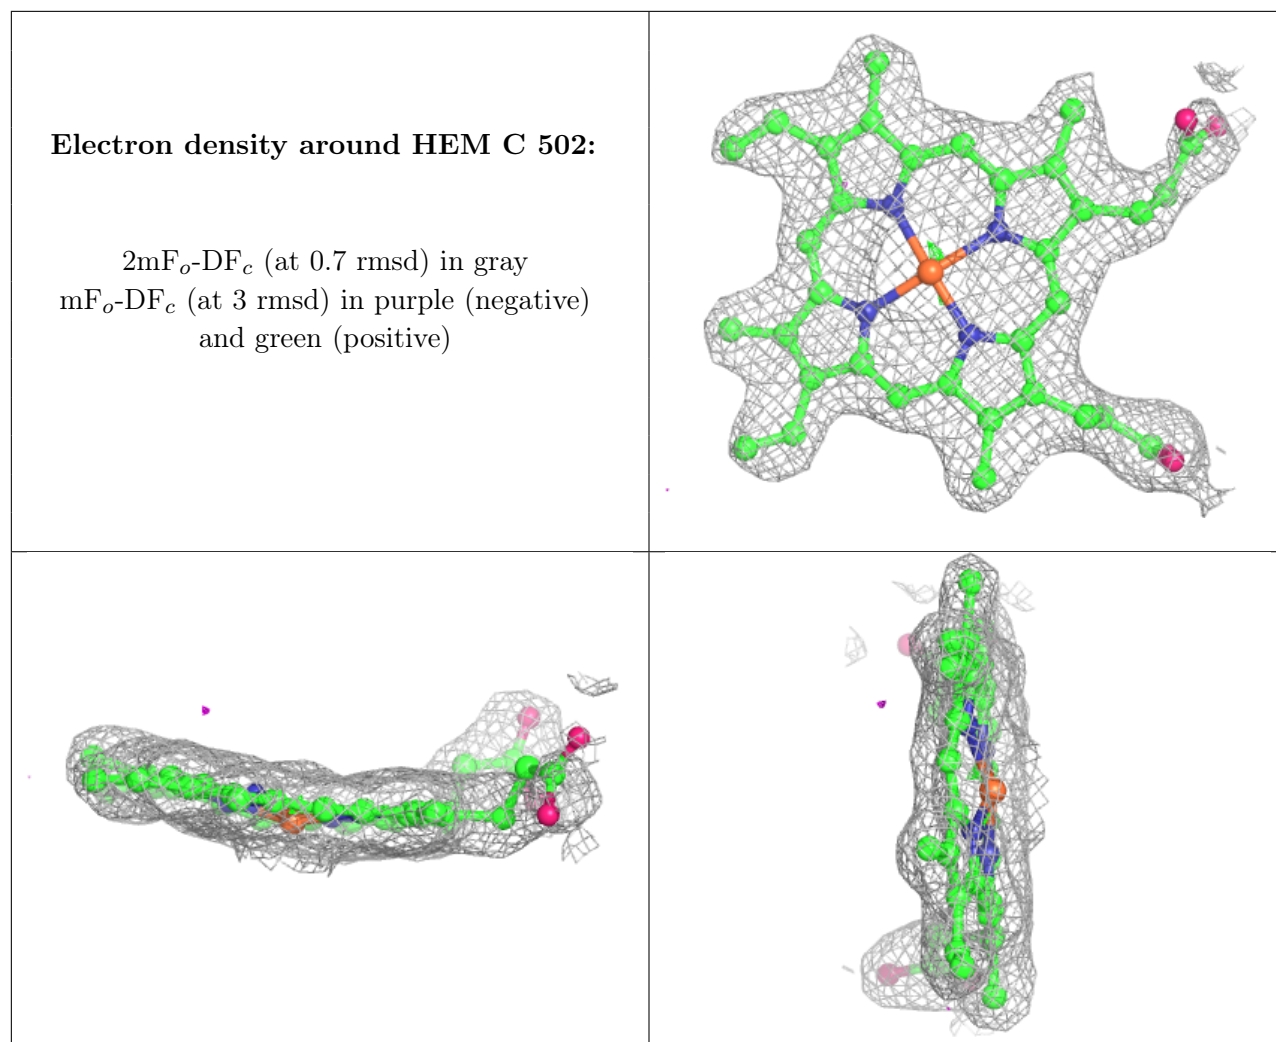 Electron density around HEM C 502:
2mFo-DFc (at 0.7 rmsd) in gray
mFo-DFc (at 3 rmsd) in purple (negative)
and green (positive)